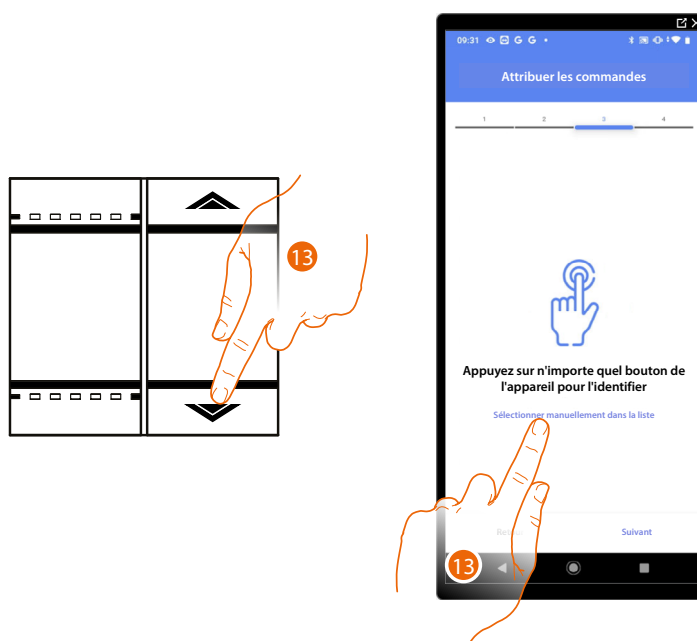 09:31 G G
Attribuer les commandes
1 2 3 4
13
Appuyez sur n'importe quel bouton de
l'appareil pour l'identifier
Sélectionner manuellement dans la liste
Suivant
13